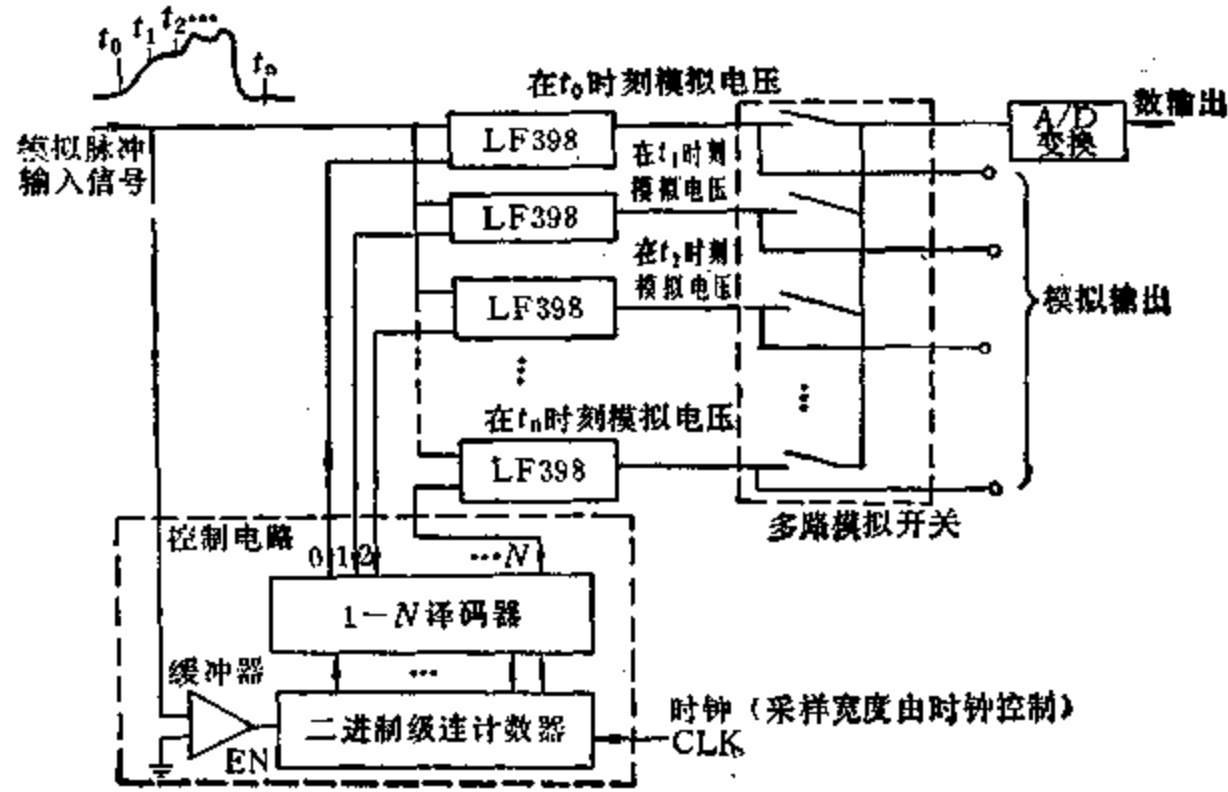 t₀ t₁ t₂ ••• tₙ
在t₀时刻模拟电压
数输出
A/D
变换
模拟脉冲
输入信号
LF398
在t₁时刻
模拟电压
LF398
在t₂时刻
模拟电压
LF398
模拟输出
•••
•••
在tₙ时刻模拟电压
LF398
多路模拟开关
控制电路
0 1 2 •••N
1—N译码器
•••
缓冲器
二进制级连计数器
EN
时钟（采样宽度由时钟控制）
CLK